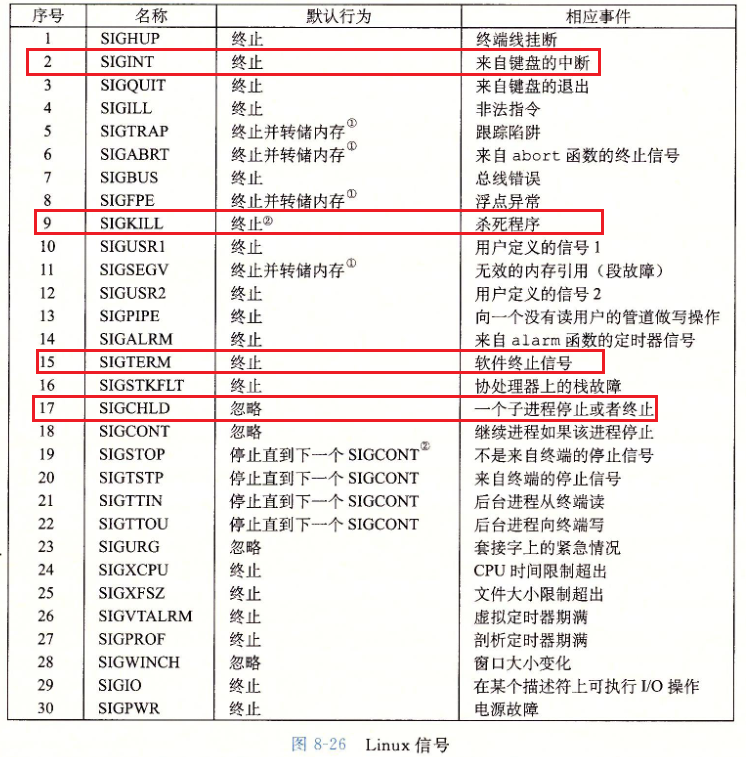 序号 名称 默认行为 相应事件
1 SIGHUP 终止 终端线挂断
2 SIGINT 终止 来自键盘的中断
3 SIGQUIT 终止 来自键盘的退出
4 SIGILL 终止 非法指令
5 SIGTRAP 终止并转储内存① 跟踪陷阱
6 SIGABRT 终止并转储内存① 来自 abort 函数的终止信号
7 SIGBUS 终止 总线错误
8 SIGFPE 终止并转储内存① 浮点异常
9 SIGKILL 终止② 杀死程序
10 SIGUSR1 终止 用户定义的信号 1
11 SIGSEGV 终止并转储内存① 无效的内存引用（段故障）
12 SIGUSR2 终止 用户定义的信号 2
13 SIGPIPE 终止 向一个没有读用户的管道做写操作
14 SIGALRM 终止 来自 alarm 函数的定时器信号
15 SIGTERM 终止 软件终止信号
16 SIGSTKFLT 终止 协处理器上的栈故障
17 SIGCHLD 忽略 一个子进程停止或者终止
18 SIGCONT 忽略 继续进程如果该进程停止
19 SIGSTOP 停止直到下一个 SIGCONT② 不是来自终端的停止信号
20 SIGTSTP 停止直到下一个 SIGCONT 来自终端的停止信号
21 SIGTTIN 停止直到下一个 SIGCONT 后台进程从终端读
22 SIGTTOU 停止直到下一个 SIGCONT 后台进程向终端写
23 SIGURG 忽略 套接字上的紧急情况
24 SIGXCPU 终止 CPU 时间限制超出
25 SIGXFSZ 终止 文件大小限制超出
26 SIGVTALRM 终止 虚拟定时器期满
27 SIGPROF 终止 剖析定时器期满
28 SIGWINCH 忽略 窗口大小变化
29 SIGIO 终止 在某个描述符上可执行 I/O 操作
30 SIGPWR 终止 电源故障
图 8-26 Linux 信号